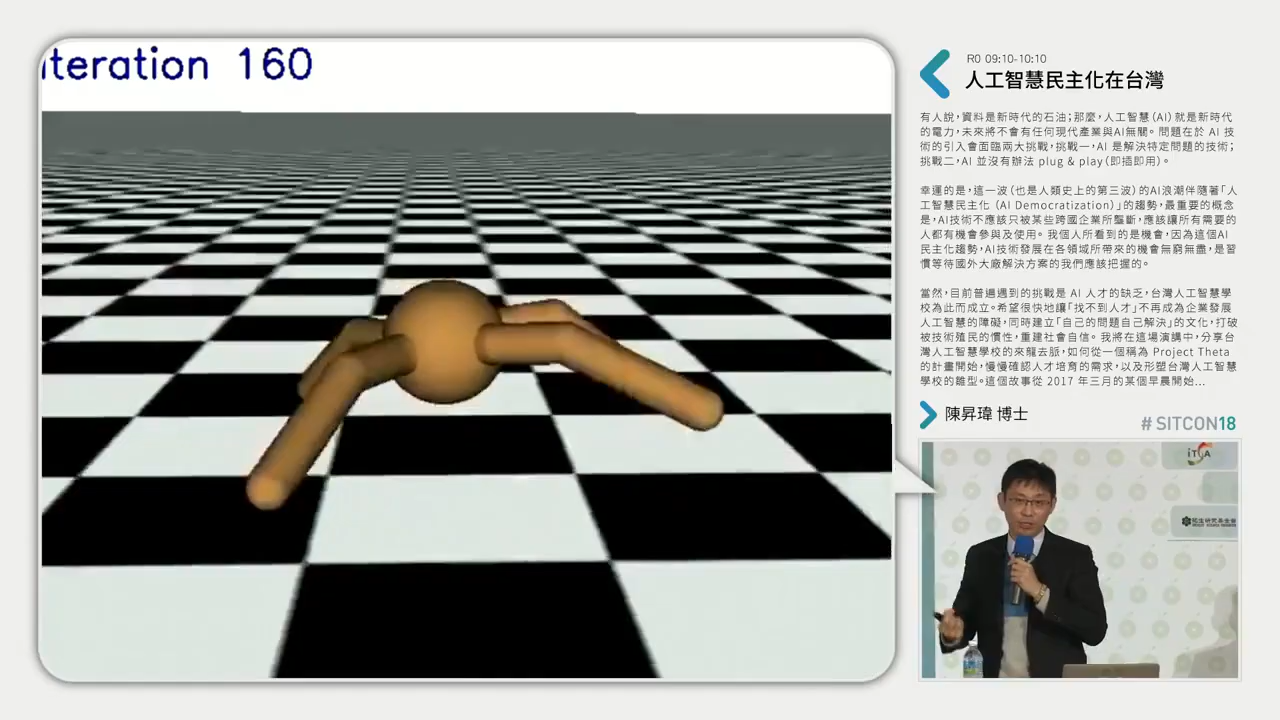 Iteration 160
R0 09:10-10:10
人工智慧民主化在台灣
有人說，資料是新時代的石油；那麼，人工智慧（AI）就是新時代
的電力，未來將不會有任何現代產業與AI無關。問題在於 AI 技
術的引入會面臨兩大挑戰，挑戰一，AI 是解決特定問題的技術；
挑戰二，AI 並沒有辦法 plug & play（即插即用）。
幸運的是，這一波（也是人類史上的第三波）的AI浪潮伴隨著「人
工智慧民主化（AI Democratization）」的趨勢，最重要的概念
是，AI技術不應該只被某些跨國企業所壟斷，應該讓所有需要的
人都有機會參與及使用。我個人所看到的是機會，因為這個AI
民主化趨勢，AI技術發展在各領域所帶來的機會無窮無盡，是習
慣等待國外大廠解決方案的我們應該把握的。
當然，目前普遍遇到的挑戰是 AI 人才的缺乏，台灣人工智慧學
校為此而成立。希望很快地讓「找不到人才」不再成為企業發展
人工智慧的障礙，同時建立「自己的問題自己解決」的文化，打破
被技術殖民的慣性，重建社會自信。我將在這場演講中，分享台
灣人工智慧學校的來龍去脈，如何從一個稱為 Project Theta
的計畫開始，慢慢確認人才培育的需求，以及形塑台灣人工智慧
學校的雛型。這個故事從 2017 年三月的某個早晨開始...
陳昇瑋 博士
# SITCON18